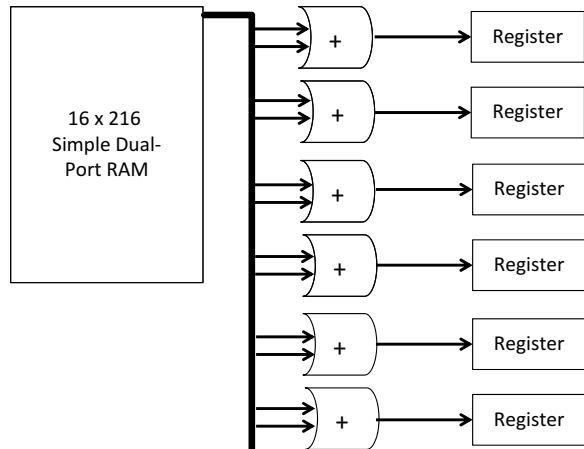 16 x 216
Simple Dual-
Port RAM
+
Register
+
Register
+
Register
+
Register
+
Register
+
Register